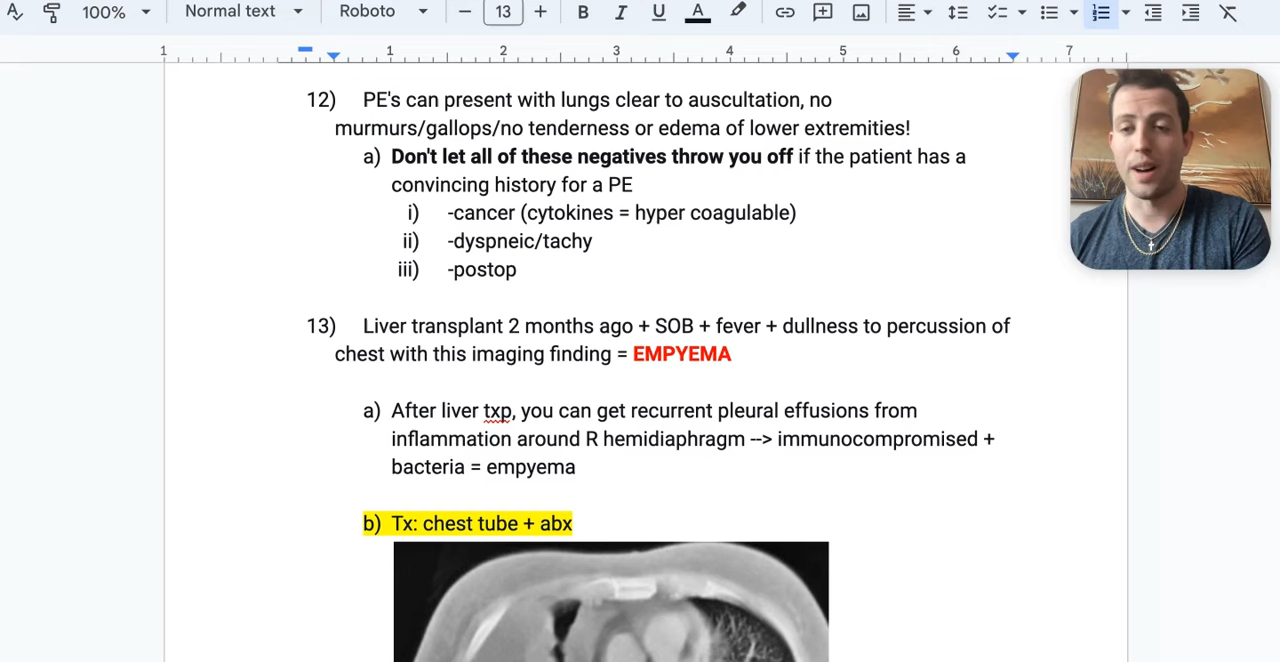 100% Normal text Roboto 13 B I U A
1 1 2 3 4 5 6 7
12) PE's can present with lungs clear to auscultation, no
murmurs/gallops/no tenderness or edema of lower extremities!
a) Don't let all of these negatives throw you off if the patient has a
convincing history for a PE
i) -cancer (cytokines = hyper coagulable)
ii) -dyspneic/tachy
iii) -postop
13) Liver transplant 2 months ago + SOB + fever + dullness to percussion of
chest with this imaging finding = EMPYEMA
a) After liver txp, you can get recurrent pleural effusions from
inflammation around R hemidiaphragm --> immunocompromised +
bacteria = empyema
b) Tx: chest tube + abx